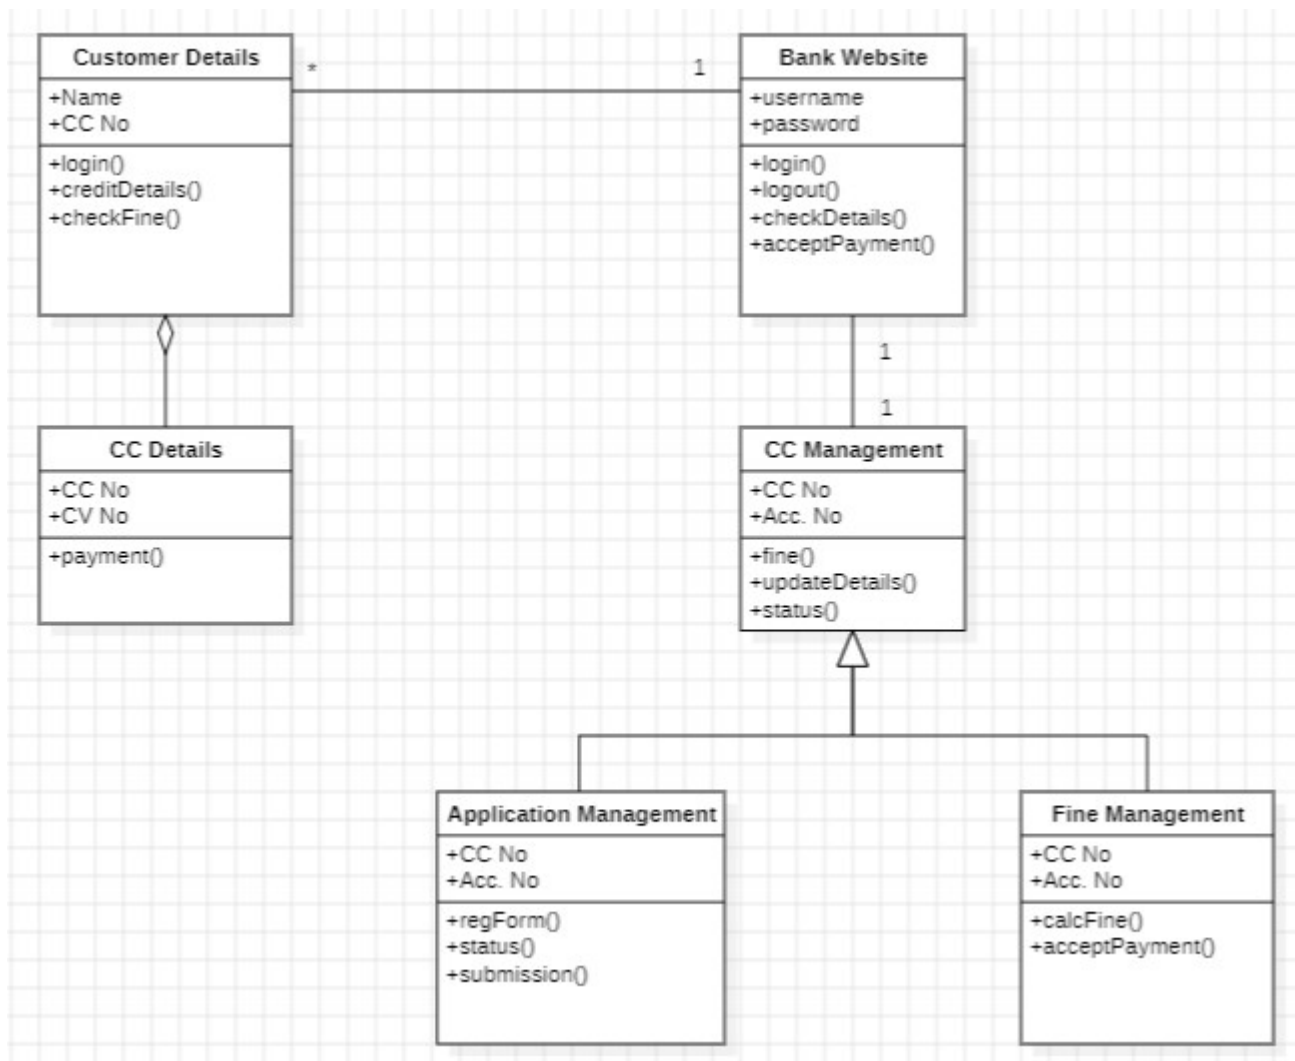 Customer Details
+Name
+CC No
+login()
+creditDetails()
+checkFine()
*
1
Bank Website
+username
+password
+login()
+logout()
+checkDetails()
+acceptPayment()
1
1
CC Details
+CC No
+CV No
+payment()
CC Management
+CC No
+Acc. No
+fine()
+updateDetails()
+status()
Application Management
+CC No
+Acc. No
+regForm()
+status()
+submission()
Fine Management
+CC No
+Acc. No
+calcFine()
+acceptPayment()